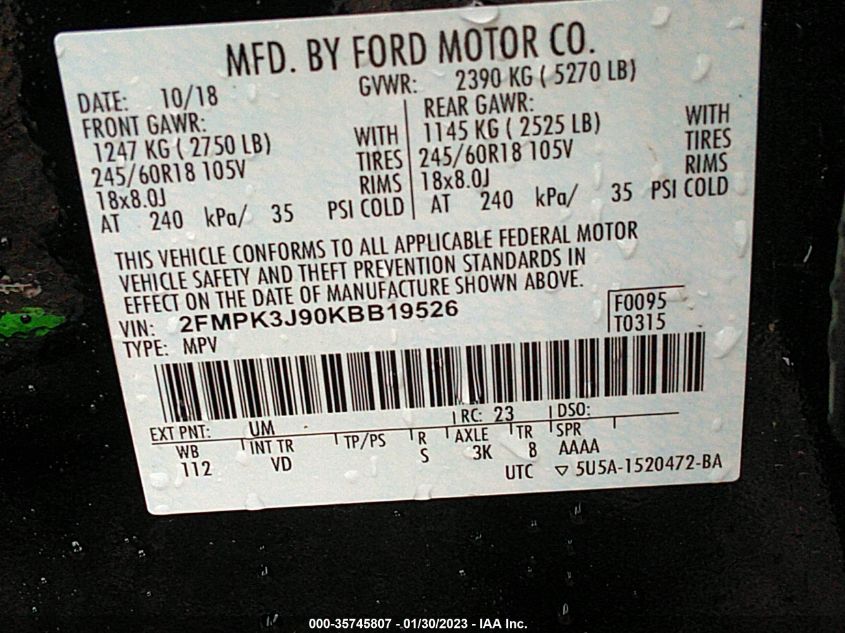 MFD. BY FORD MOTOR CO.
DATE: 10/18 GVWR: 2390 KG ( 5270 LB)
FRONT GAWR: REAR GAWR:
1247 KG ( 2750 LB) WITH 1145 KG ( 2525 LB) WITH
245/60R18 105V TIRES 245/60R18 105V TIRES
18x8.0J RIMS 18x8.0J RIMS
AT 240 kPa/ 35 PSI COLD AT 240 kPa/ 35 PSI COLD
THIS VEHICLE CONFORMS TO ALL APPLICABLE FEDERAL MOTOR
VEHICLE SAFETY AND THEFT PREVENTION STANDARDS IN
EFFECT ON THE DATE OF MANUFACTURE SHOWN ABOVE.
VIN: 2FMPK3J90KBB19526 F0095
TYPE: MPV T0315
EXT PNT: UM RC: 23 DSO:
WB INT TR TP/PS R AXLE TR SPR
112 VD S 3K 8 AAAA
UTC ▽ 5U5A-1520472-BA
000-35745807 - 01/30/2023 - IAA Inc.